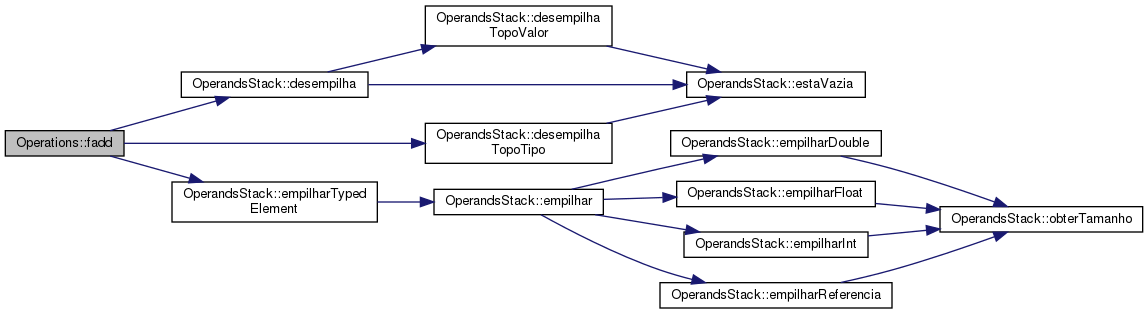 OperandsStack::desempilha
TopoValor
OperandsStack::desempilha
OperandsStack::estaVazia
Operations::fadd
OperandsStack::desempilha
TopoTipo
OperandsStack::empilharDouble
OperandsStack::empilharTyped
Element
OperandsStack::empilhar
OperandsStack::empilharFloat
OperandsStack::obterTamanho
OperandsStack::empilharInt
OperandsStack::empilharReferencia